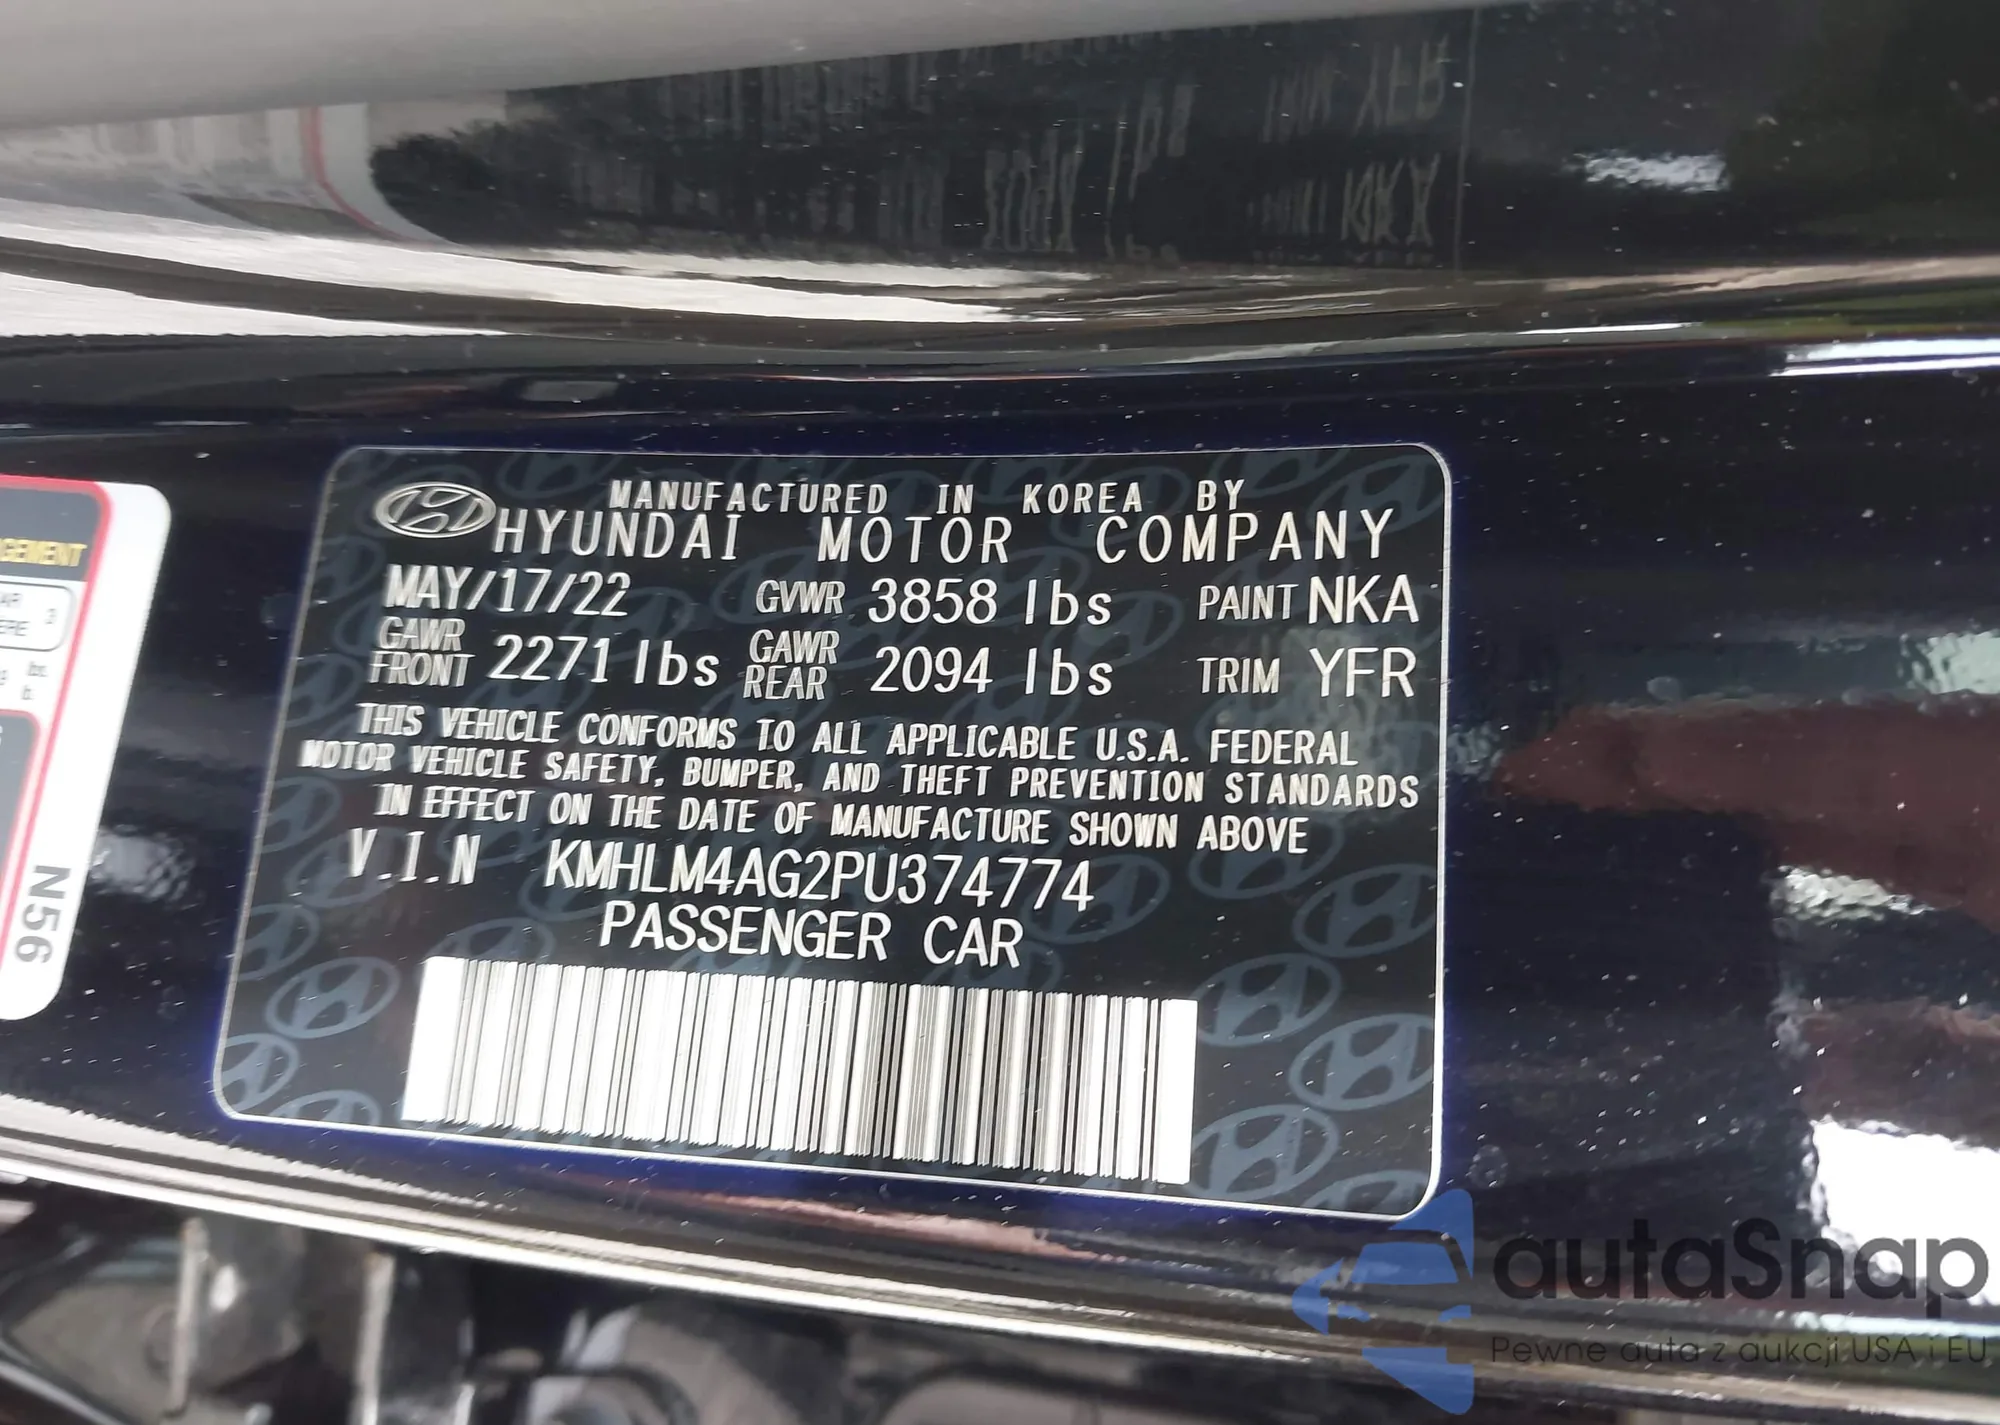 MANUFACTURED IN KOREA BY
HYUNDAI MOTOR COMPANY
MAY/17/22 GVWR 3858 lbs PAINT NKA
GAWR FRONT 2271 lbs GAWR REAR 2094 lbs TRIM YFR
THIS VEHICLE CONFORMS TO ALL APPLICABLE U.S.A. FEDERAL
MOTOR VEHICLE SAFETY, BUMPER, AND THEFT PREVENTION STANDARDS
IN EFFECT ON THE DATE OF MANUFACTURE SHOWN ABOVE
V.I.N KMHLM4AG2PU374774
PASSENGER CAR
N56
autaSnap
Pewne auta z aukcji USA i EU